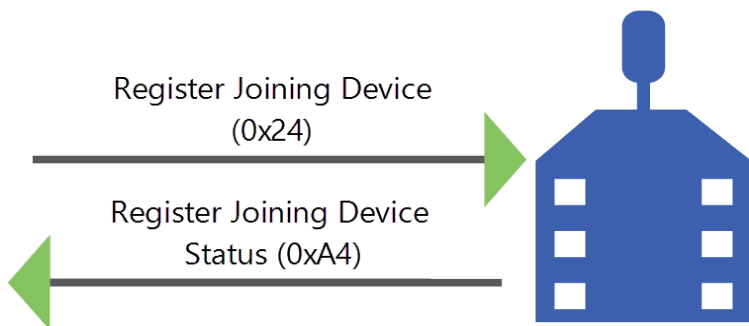 Register Joining Device
(0x24)
Register Joining Device
Status (0xA4)